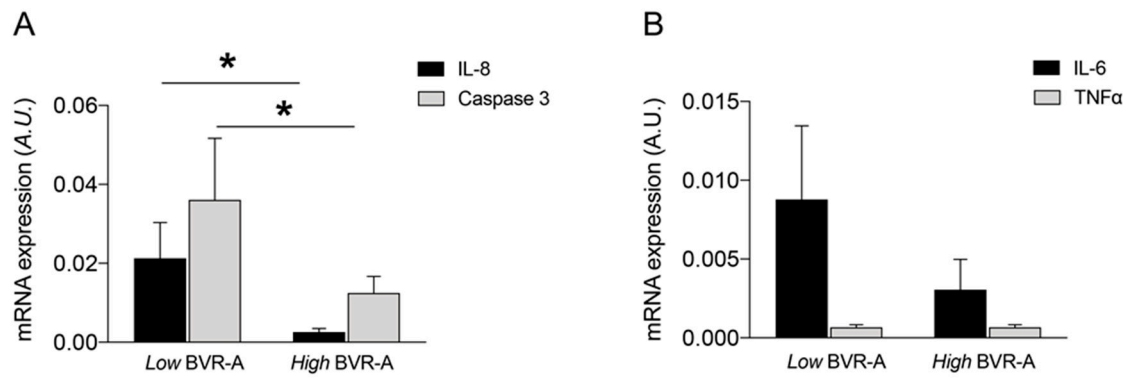 A
*
*
IL-8
Caspase 3
mRNA expression (A.U.)
0.06
0.04
0.02
0.00
Low BVR-A
High BVR-A
B
IL-6
TNFα
mRNA expression (A.U.)
0.015
0.010
0.005
0.000
Low BVR-A
High BVR-A